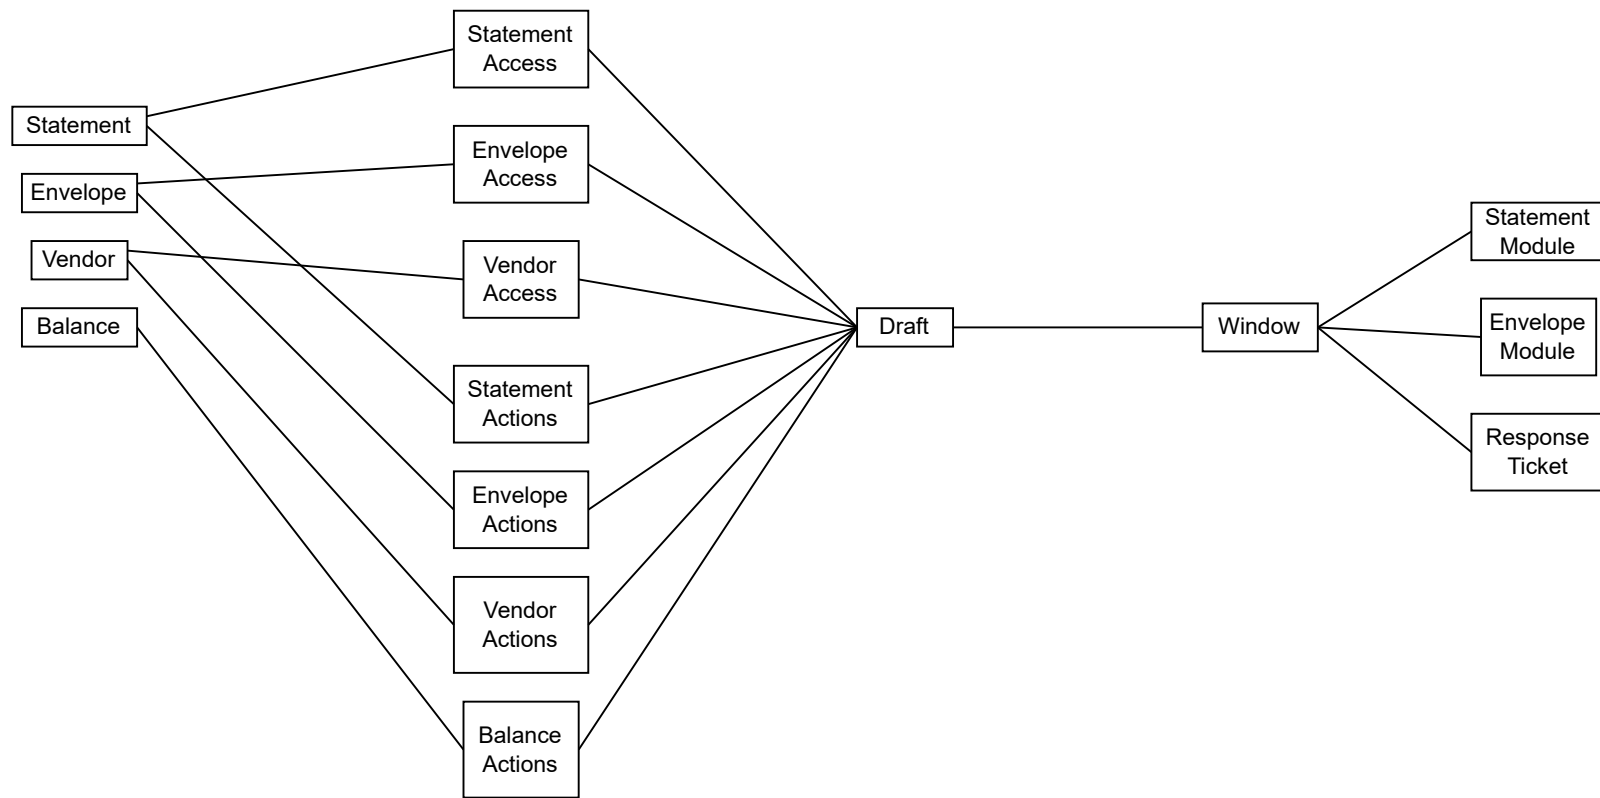 Statement
Envelope
Vendor
Balance
Statement
Access
Envelope
Access
Vendor
Access
Statement
Actions
Envelope
Actions
Vendor
Actions
Balance
Actions
Draft
Window
Statement
Module
Envelope
Module
Response
Ticket